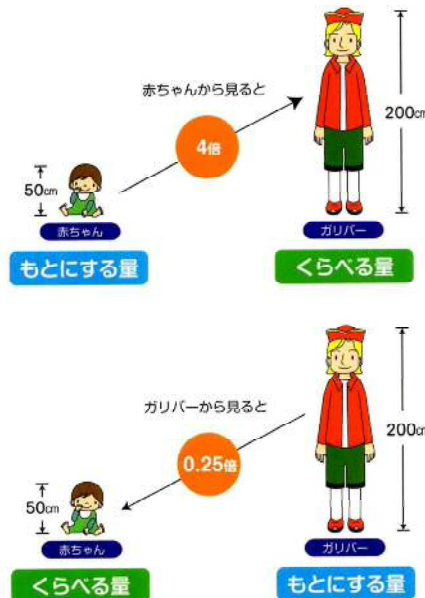 赤ちゃんから見ると
4倍
200cm
50cm
赤ちゃん
ガリバー
もとにする量
くらべる量
ガリバーから見ると
0.25倍
200cm
50cm
赤ちゃん
ガリバー
くらべる量
もとにする量